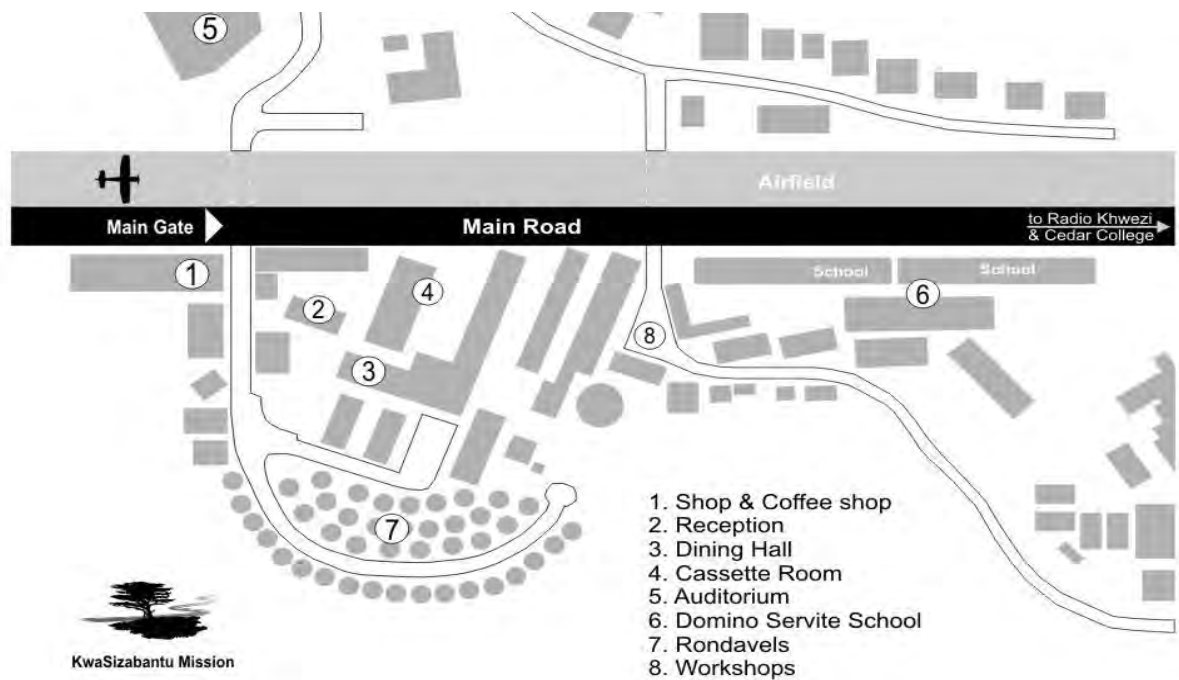 5
Airfield
Main Gate
Main Road
to Radio Khwezi
& Cedar College
1
2
4
3
8
School
School
6
7
1. Shop & Coffee shop
2. Reception
3. Dining Hall
4. Cassette Room
5. Auditorium
6. Domino Servite School
7. Rondavels
8. Workshops
KwaSizabantu Mission